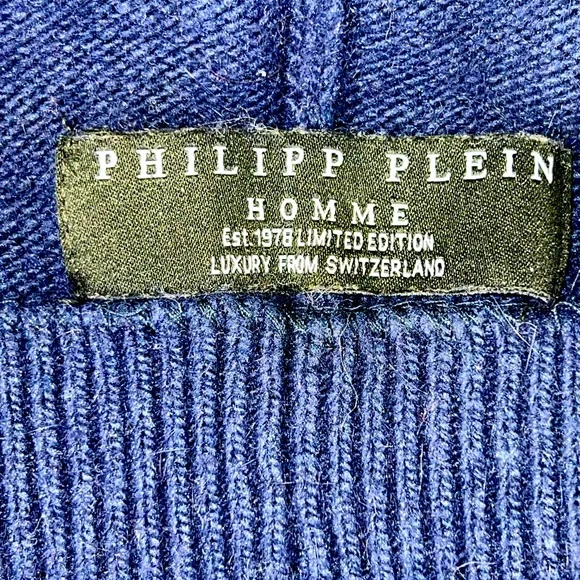 PHILIPP PLEIN
HOMME
Est.1978 LIMITED EDITION
LUXURY FROM SWITZERLAND